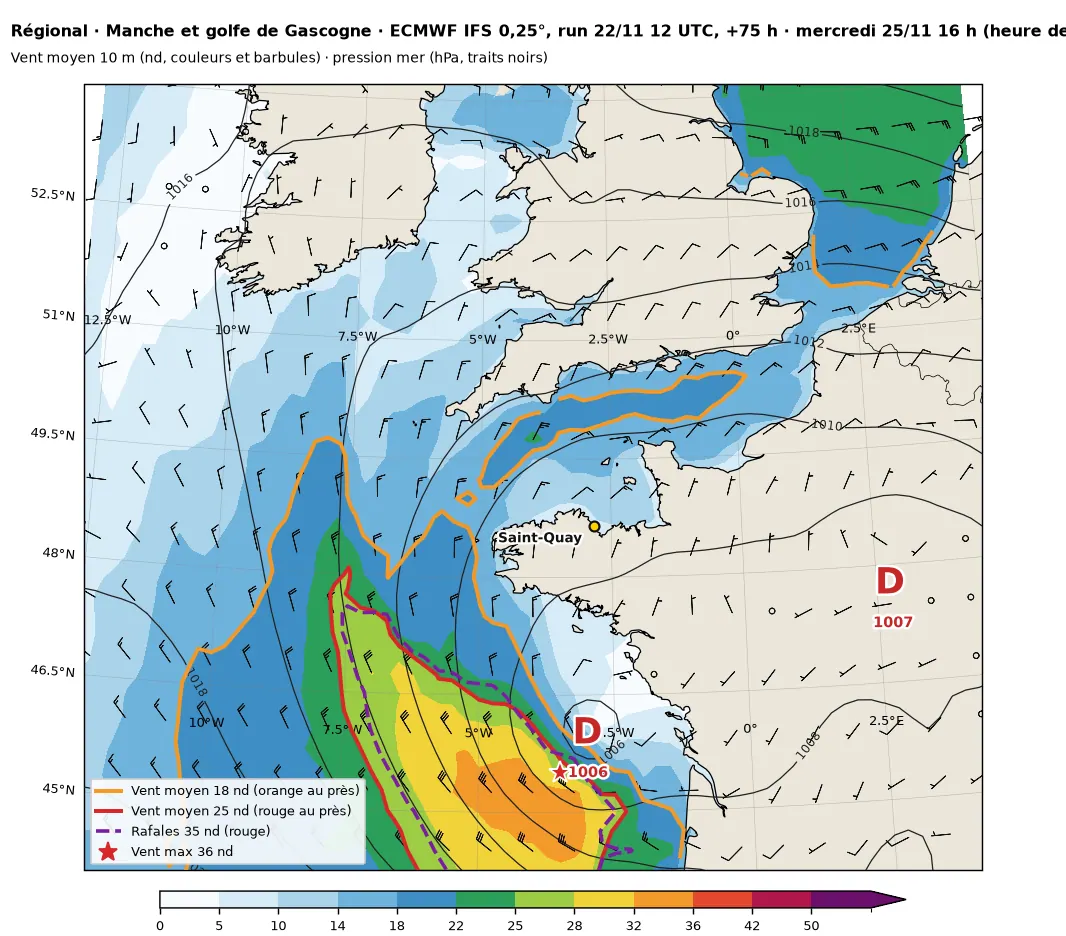 Régional · Manche et golfe de Gascogne · ECMWF IFS 0,25°, run 22/11 12 UTC, +75 h · mercredi 25/11 16 h (heure de
Vent moyen 10 m (nd, couleurs et barbules) · pression mer (hPa, traits noirs)
1018
1016
52.5°N
1016
1014
51°N
12.5°W
10°W
7.5°W
5°W
2.5°W
0°
2.5°E
1012
49.5°N
1010
Saint-Quay
48°N
D
1007
46.5°N
1018
10°W
7.5°W
5°W
D
.5°W
1006
0°
2.5°E
1008
1006
45°N
Vent moyen 18 nd (orange au près)
Vent moyen 25 nd (rouge au près)
Rafales 35 nd (rouge)
Vent max 36 nd
0 5 10 14 18 22 25 28 32 36 42 50